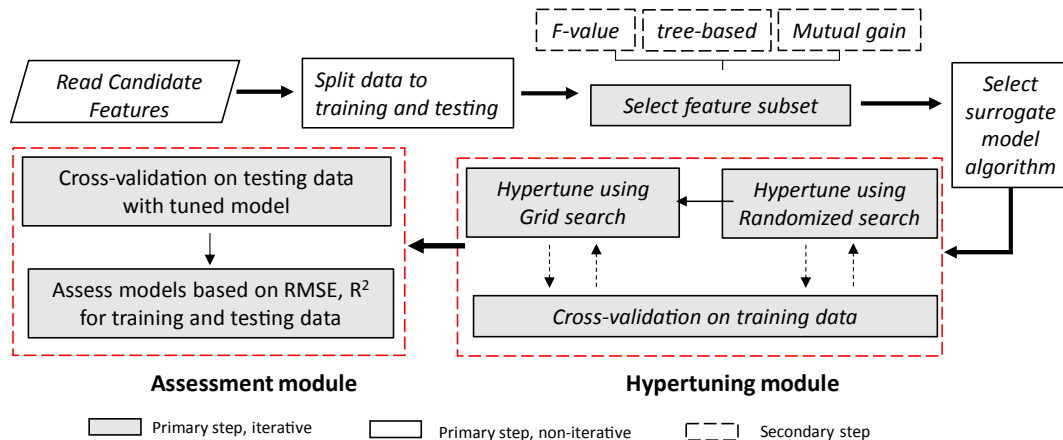 F-value
tree-based
Mutual gain
Read Candidate
Features
Split data to
training and testing
Select feature subset
Select
surrogate
model
algorithm
Cross-validation on testing data
with tuned model
Assess models based on RMSE, R²
for training and testing data
Hypertune using
Grid search
Hypertune using
Randomized search
Cross-validation on training data
Assessment module
Hypertuning module
Primary step, iterative
Primary step, non-iterative
Secondary step